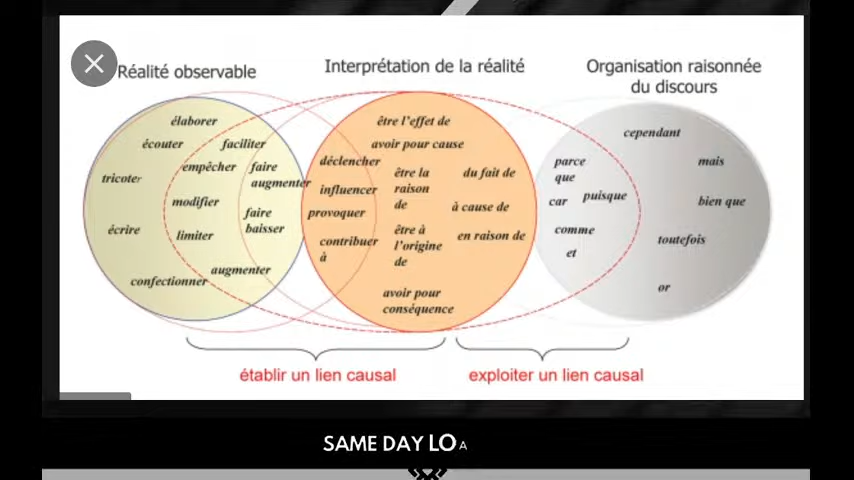 Réalité observable
Interprétation de la réalité
Organisation raisonnée
du discours
élaborer
écouter
faciliter
empêcher
faire
augmenter
tricoter
modifier
faire
baisser
écrire
limiter
augmenter
confectionner
être l'effet de
avoir pour cause
déclencher
être la
raison
de
du fait de
influencer
provoquer
à cause de
contribuer
à
être à
l'origine
de
en raison de
avoir pour
conséquence
cependant
parce
que
mais
car
puisque
bien que
comme
et
toutefois
or
établir un lien causal
exploiter un lien causal
SAME DAY LOA